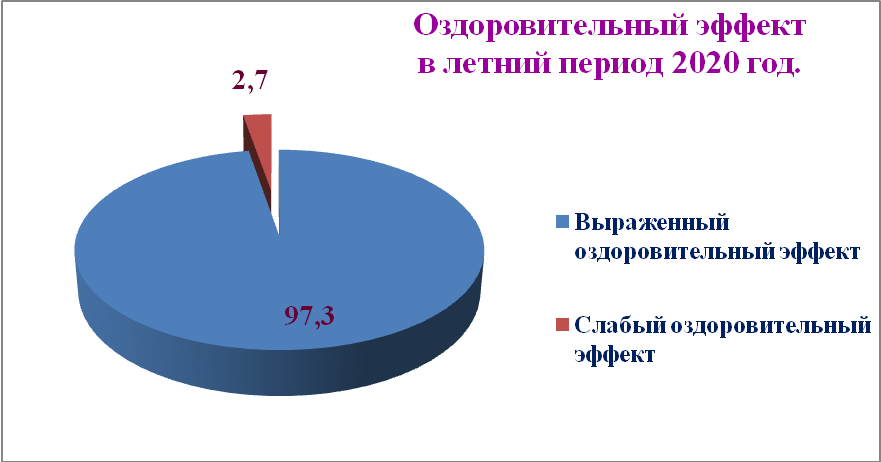 Оздоровительный эффект
в летний период 2020 год.
2,7
97,3
Выраженный
оздоровительный эффект
Слабый оздоровительный
эффект